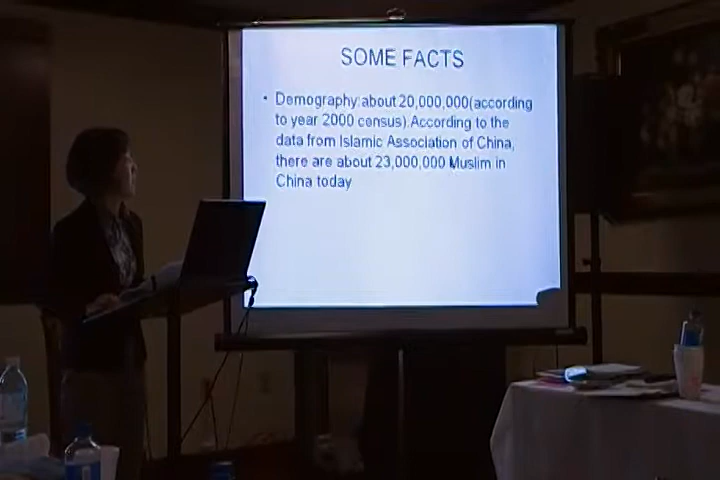 SOME FACTS
• Demography:about 20,000,000(according
to year 2000 census).According to the
data from Islamic Association of China,
there are about 23,000,000 Muslim in
China today